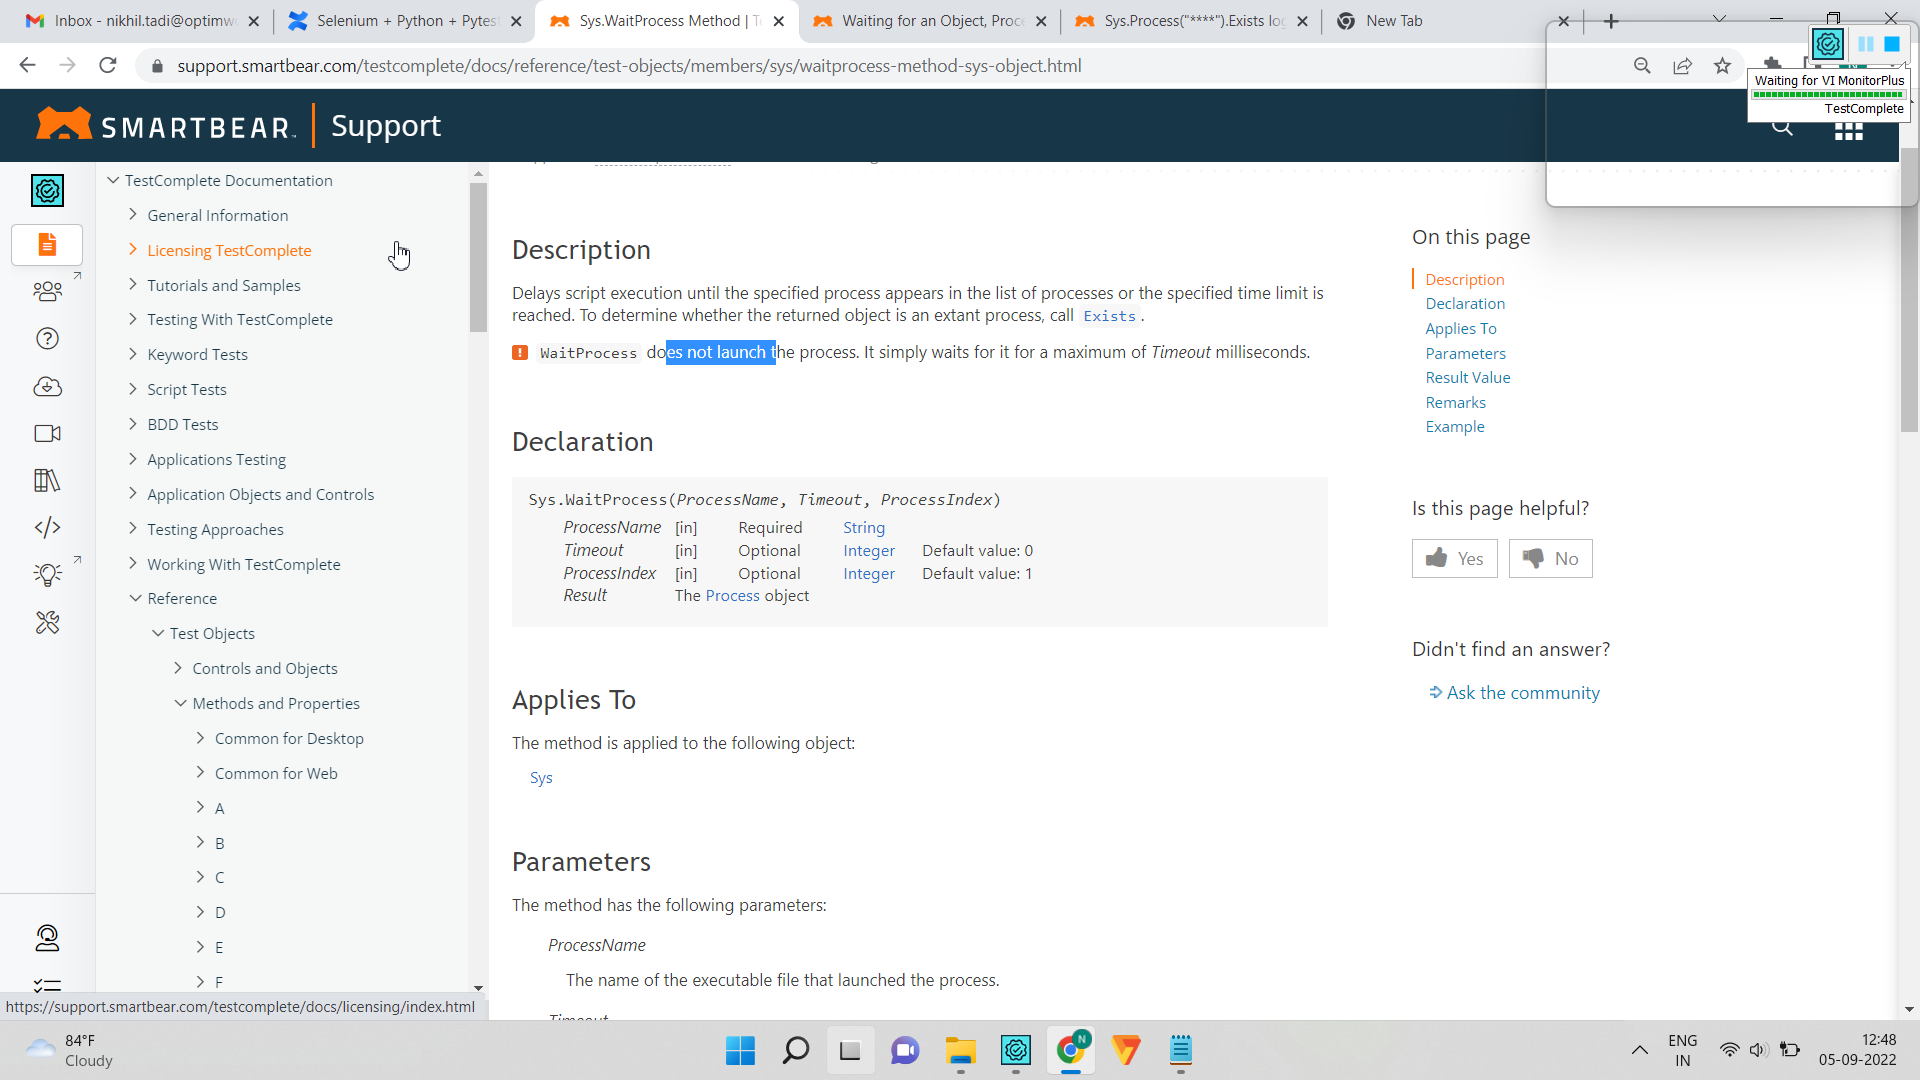 Inbox - nikhil.tadi@optimw
Selenium + Python + Pytest
Sys.WaitProcess Method | T
Waiting for an Object, Proce
Sys.Process("****").Exists log
New Tab
support.smartbear.com/testcomplete/docs/reference/test-objects/members/sys/waitprocess-method-sys-object.html
Waiting for VI MonitorPlus
TestComplete
SMARTBEAR
Support
TestComplete Documentation
General Information
Licensing TestComplete
Tutorials and Samples
Testing With TestComplete
Keyword Tests
Script Tests
BDD Tests
Applications Testing
Application Objects and Controls
Testing Approaches
Working With TestComplete
Reference
Test Objects
Controls and Objects
Methods and Properties
Common for Desktop
Common for Web
A
B
C
D
E
F
https://support.smartbear.com/testcomplete/docs/licensing/index.html
Description
Delays script execution until the specified process appears in the list of processes or the specified time limit is
reached. To determine whether the returned object is an extant process, call Exists .
WaitProcess does not launch the process. It simply waits for it for a maximum of Timeout milliseconds.
Declaration
Sys.WaitProcess(ProcessName, Timeout, ProcessIndex)
ProcessName [in] Required String
Timeout [in] Optional Integer Default value: 0
ProcessIndex [in] Optional Integer Default value: 1
Result The Process object
Applies To
The method is applied to the following object:
Sys
Parameters
The method has the following parameters:
ProcessName
The name of the executable file that launched the process.
Timeout
On this page
Description
Declaration
Applies To
Parameters
Result Value
Remarks
Example
Is this page helpful?
Yes
No
Didn't find an answer?
Ask the community
84°F
Cloudy
N
ENG
IN
12:48
05-09-2022